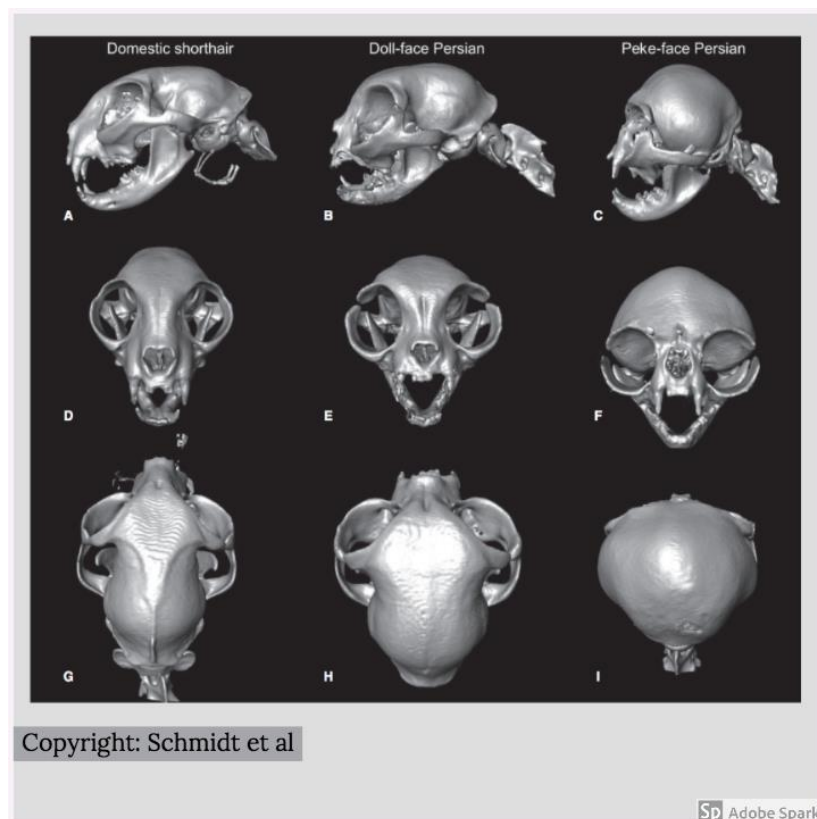 Domestic shorthair Doll-face Persian Peke-face Persian
A B C
D E F
G H I
Copyright: Schmidt et al
Sp Adobe Spark